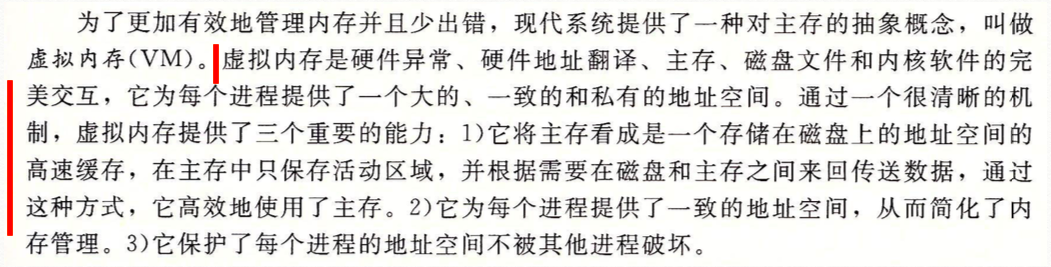 为了更加有效地管理内存并且少出错，现代系统提供了一种对主存的抽象概念，叫做
虚拟内存(VM)。虚拟内存是硬件异常、硬件地址翻译、主存、磁盘文件和内核软件的完
美交互，它为每个进程提供了一个大的、一致的和私有的地址空间。通过一个很清晰的机
制，虚拟内存提供了三个重要的能力：1)它将主存看成是一个存储在磁盘上的地址空间的
高速缓存，在主存中只保存活动区域，并根据需要在磁盘和主存之间来回传送数据，通过
这种方式，它高效地使用了主存。2)它为每个进程提供了一致的地址空间，从而简化了内
存管理。3)它保护了每个进程的地址空间不被其他进程破坏。